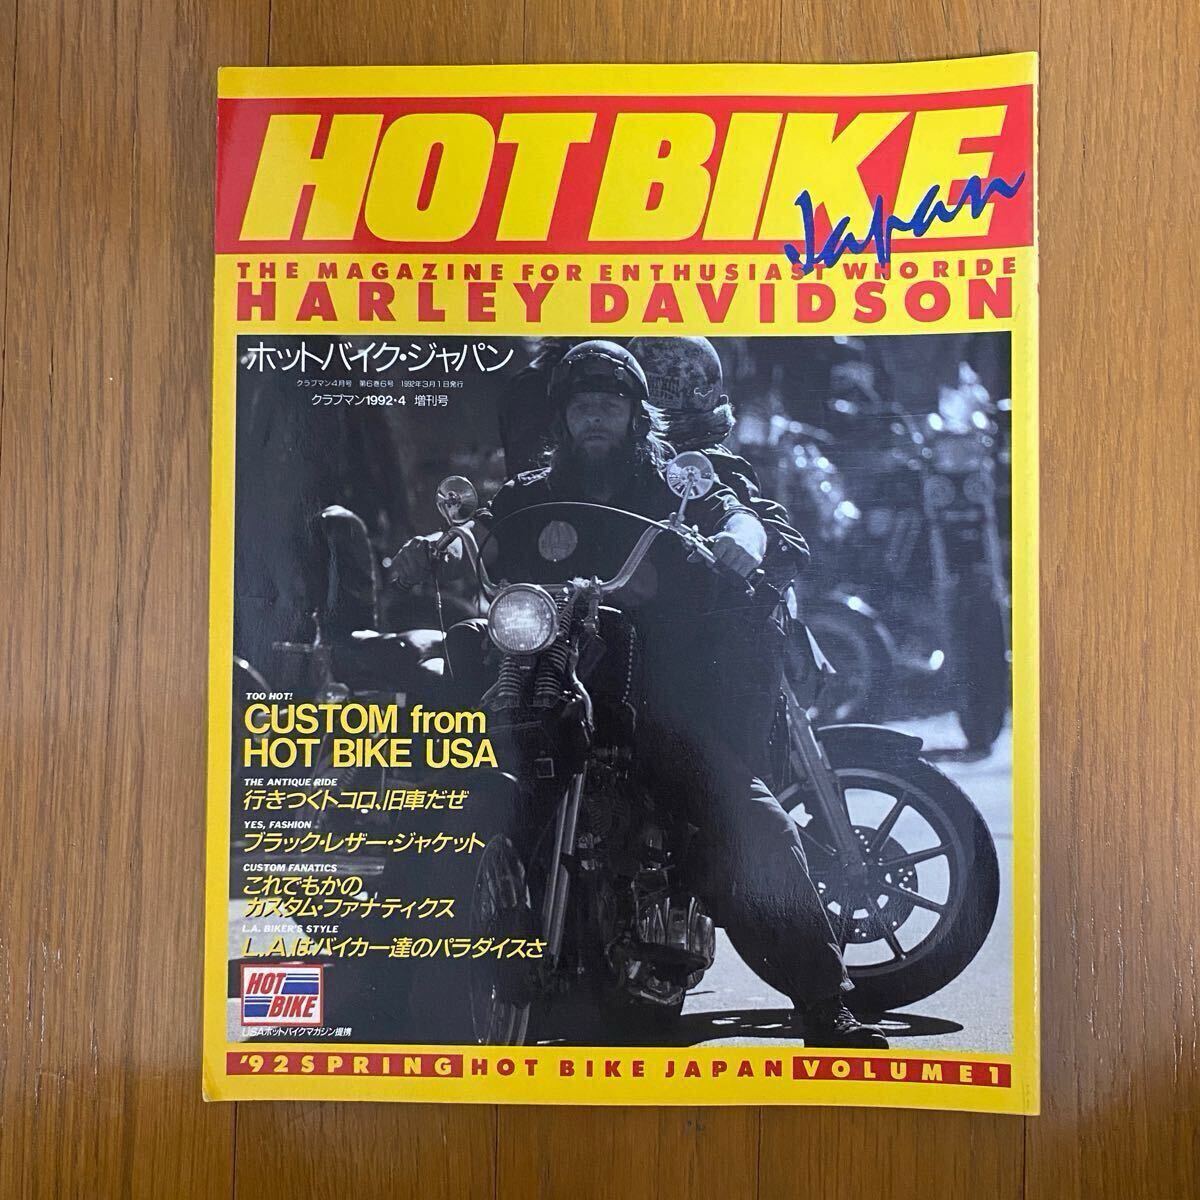 HOT BIKE
Japan
THE MAGAZINE FOR ENTHUSIAST WHO RIDE
HARLEY DAVIDSON
ホットバイク・ジャパン
クラブマン4月号 第6巻6号 1992年3月1日発行
クラブマン1992・4 増刊号
TOO HOT!
CUSTOM from
HOT BIKE USA
THE ANTIQUE RIDE
行きつくトコロ、旧車だぜ
YES, FASHION
ブラック・レザー・ジャケット
CUSTOM FANATICS
これでもかの
カスタム・ファナティクス
L.A. BIKER'S STYLE
L.A.はバイカー達のパラダイスさ
HOT
BIKE
USAホットバイクマガジン提携
'92 SPRING HOT BIKE JAPAN VOLUME 1